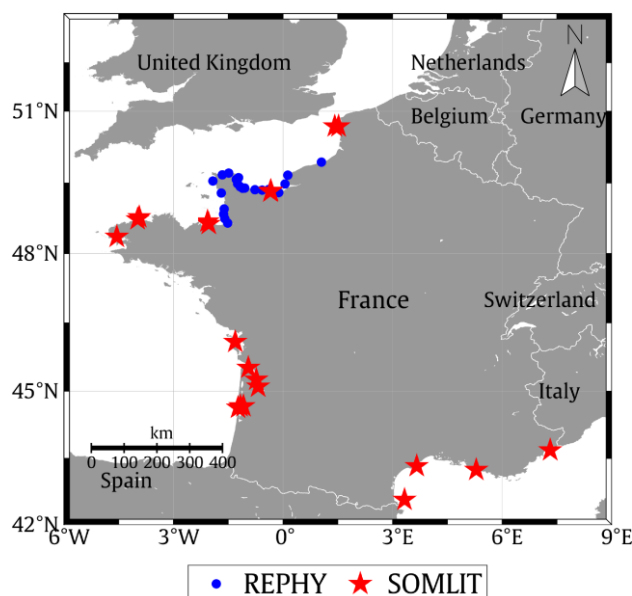 N
United Kingdom
Netherlands
51°N
Belgium
Germany
48°N
France
Switzerland
45°N
Italy
km
0 100 200 300 400
Spain
42°N
6°W 3°W 0°E 3°E 6°E 9°E
REPHY SOMLIT